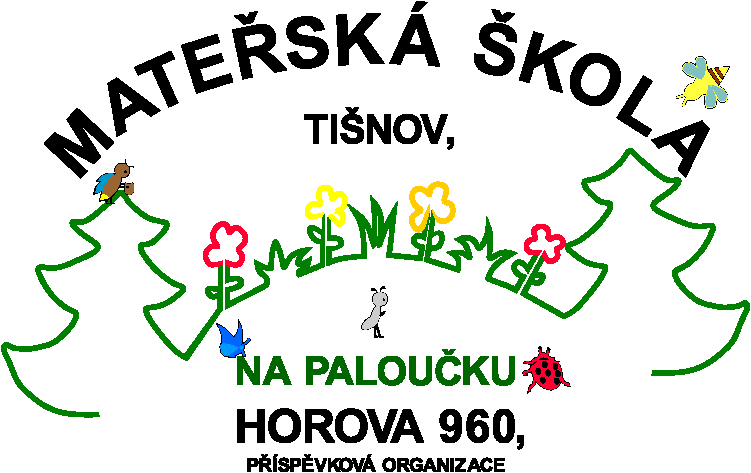 MATEŘSKÁ ŠKOLA
TIŠNOV,
NA PALOUČKU
HOROVA 960,
PŘÍSPĚVKOVÁ ORGANIZACE